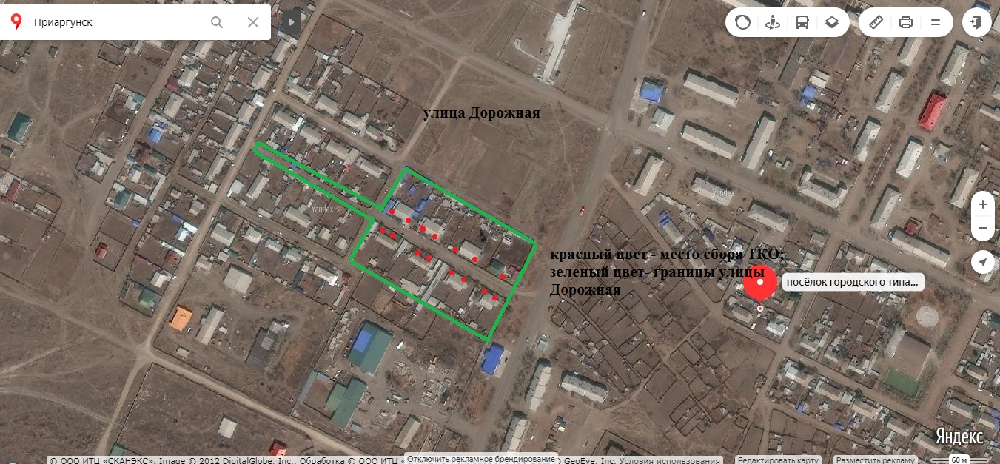 Приаргунск
улица Дорожная
Yandex
Yandex
красный цвет - место сбора ТКО;
зеленый цвет- границы улицы
Дорожная
посёлок городского типа...
Яндекс
© ООО ИТЦ «СКАНЭКС», Image © 2012 DigitalGlobe, Inc., Обработка © ООО ИТЦ «
Отключить рекламное брендирование
© GeoEye, Inc. Условия использования
Редактировать карту
Разместить рекламу
60 м